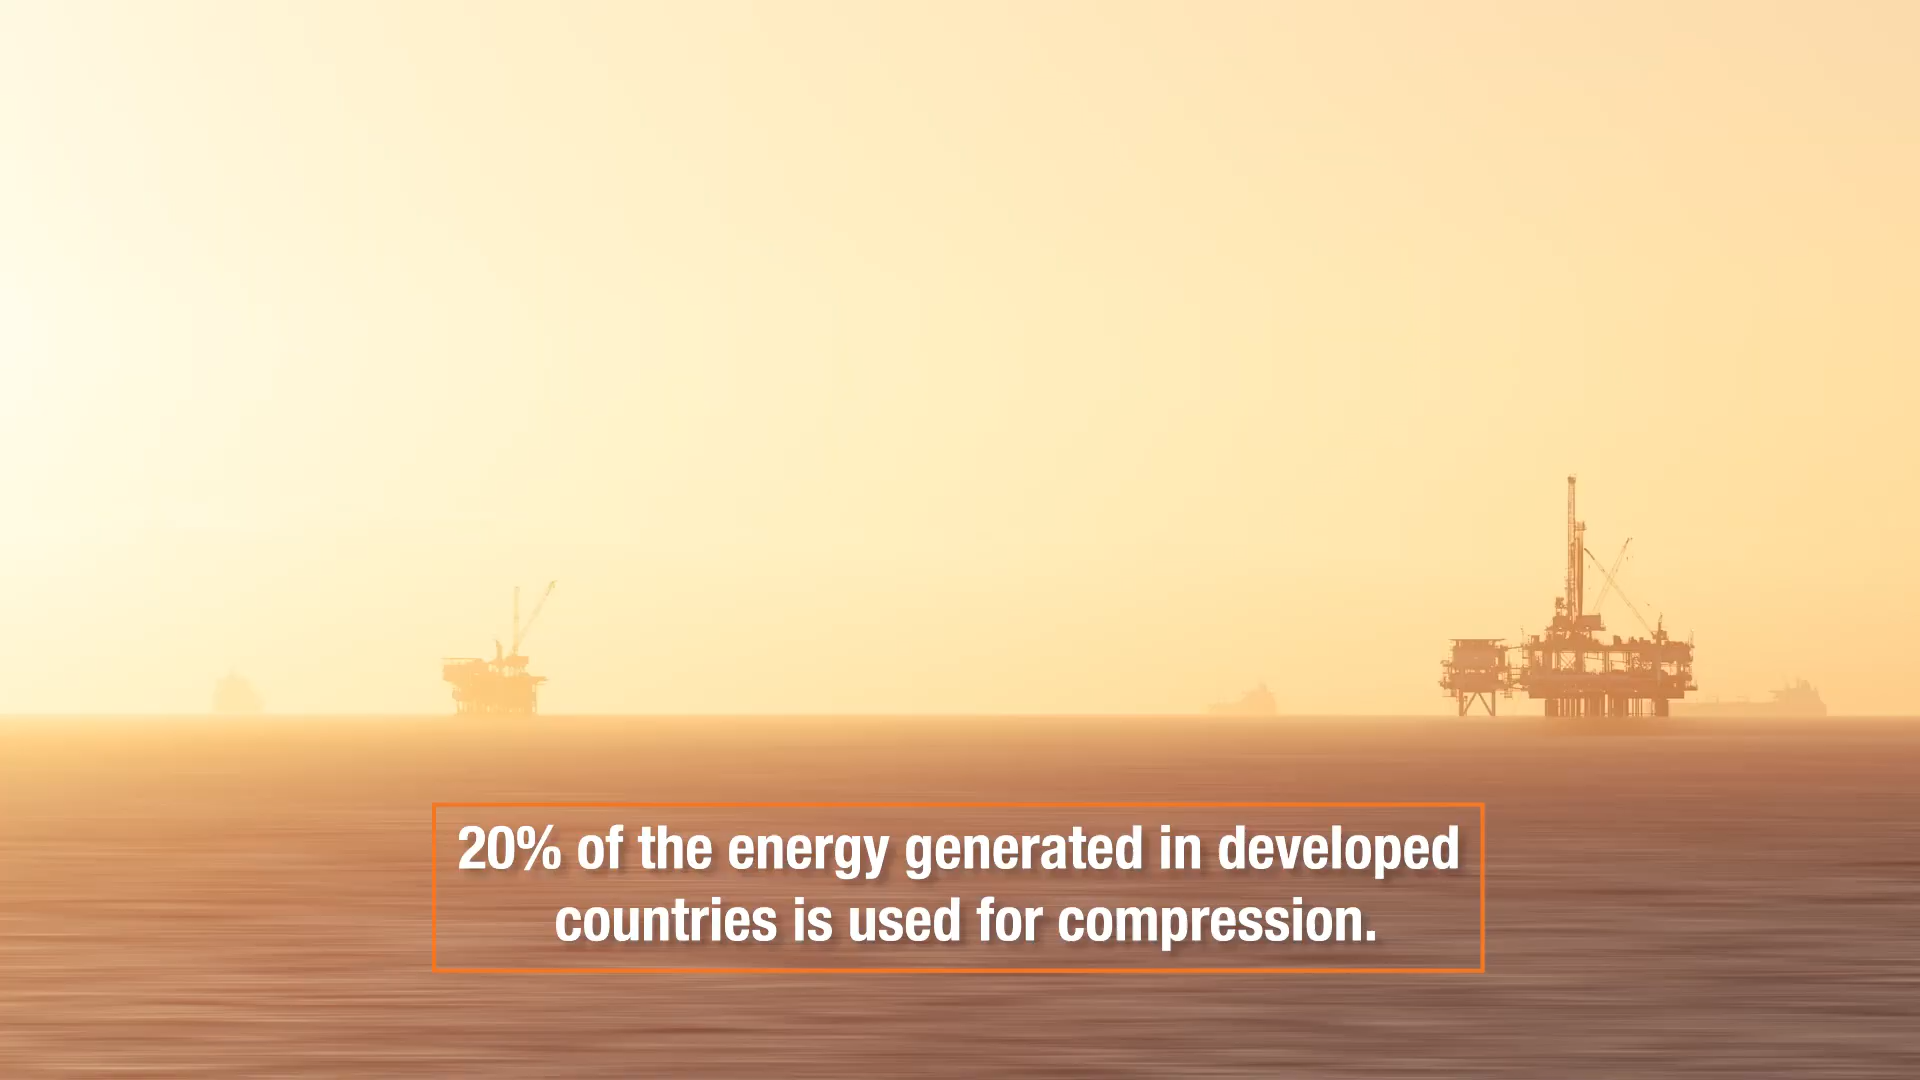 20% of the energy generated in developed
countries is used for compression.